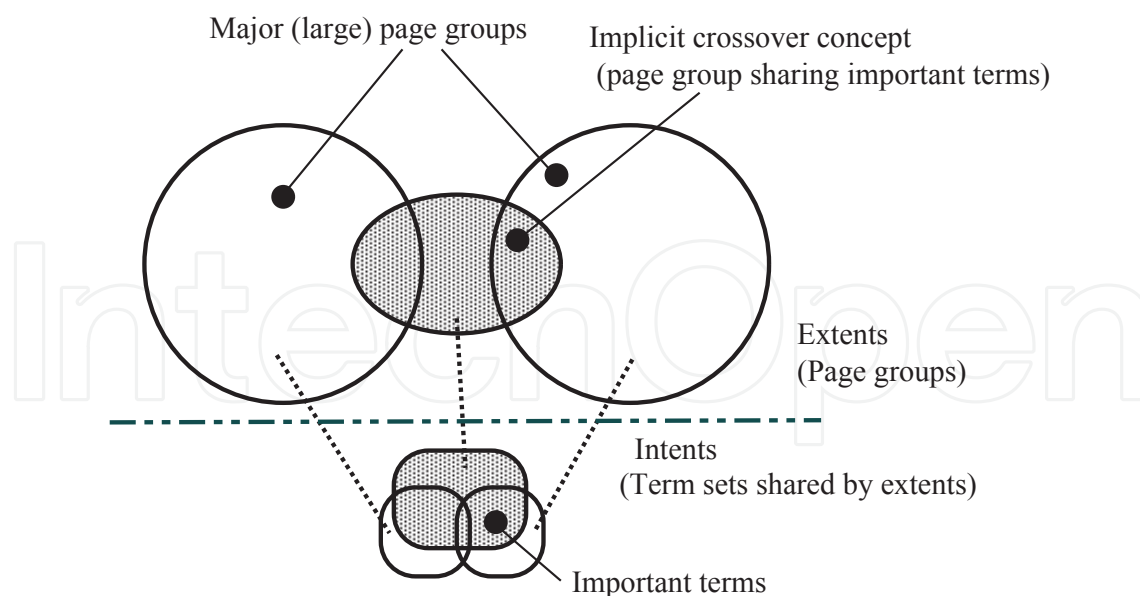 Major (large) page groups
Implicit crossover concept
(page group sharing important terms)
IntechOpen
Extents
(Page groups)
Intents
(Term sets shared by extents)
Important terms